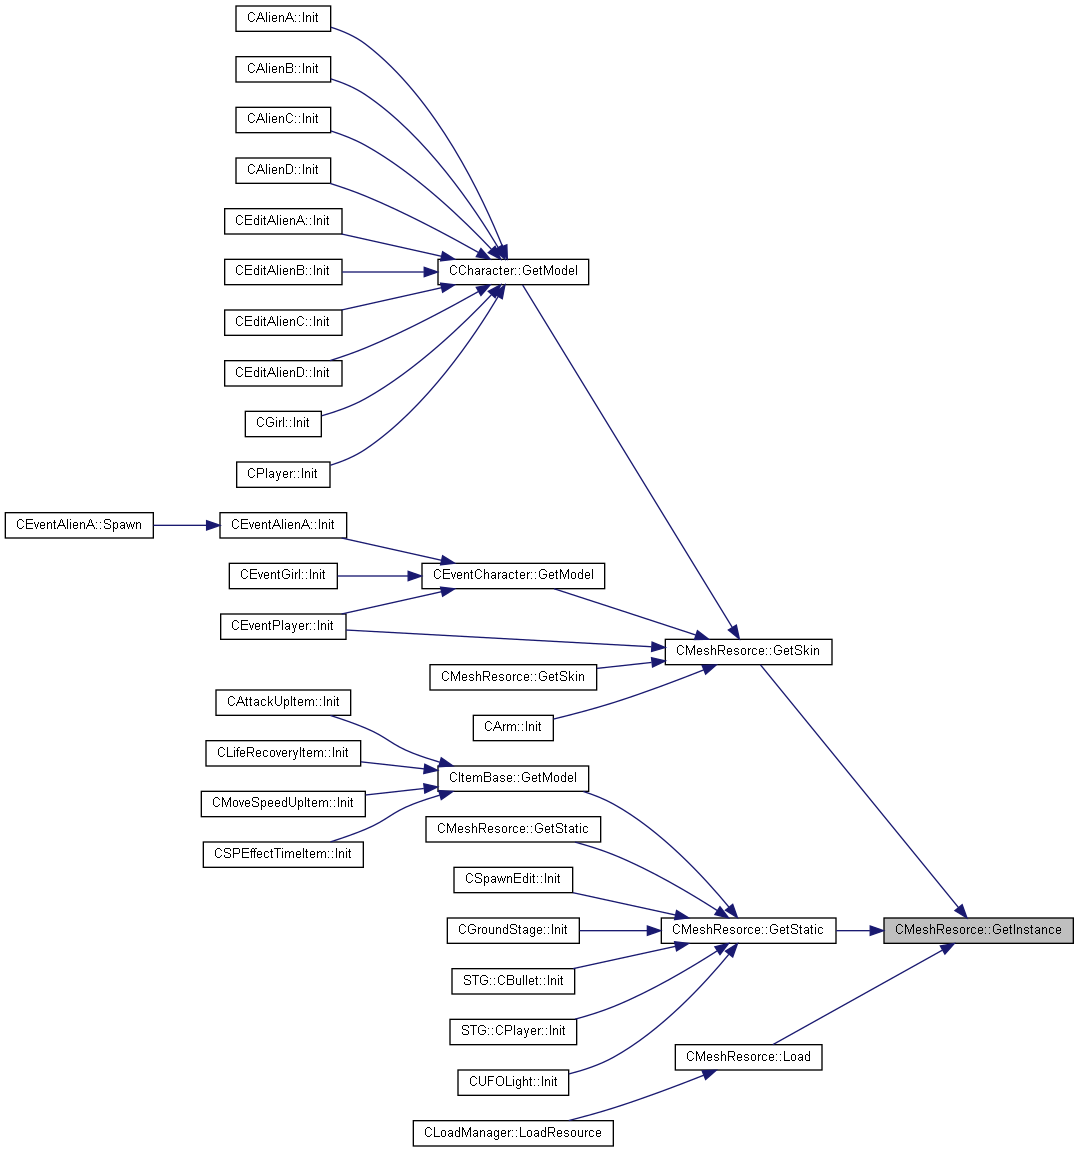 CAlienA::Init
CAlienB::Init
CAlienC::Init
CAlienD::Init
CEditAlienA::Init
CEditAlienB::Init
CCharacter::GetModel
CEditAlienC::Init
CEditAlienD::Init
CGirl::Init
CPlayer::Init
CEventAlienA::Spawn
CEventAlienA::Init
CEventGirl::Init
CEventCharacter::GetModel
CEventPlayer::Init
CMeshResorce::GetSkin
CMeshResorce::GetSkin
CArm::Init
CAttackUpItem::Init
CLifeRecoveryItem::Init
CItemBase::GetModel
CMoveSpeedUpItem::Init
CMeshResorce::GetStatic
CSPEffectTimeItem::Init
CSpawnEdit::Init
CGroundStage::Init
CMeshResorce::GetStatic
CMeshResorce::GetInstance
STG::CBullet::Init
STG::CPlayer::Init
CMeshResorce::Load
CUFOLight::Init
CLoadManager::LoadResource